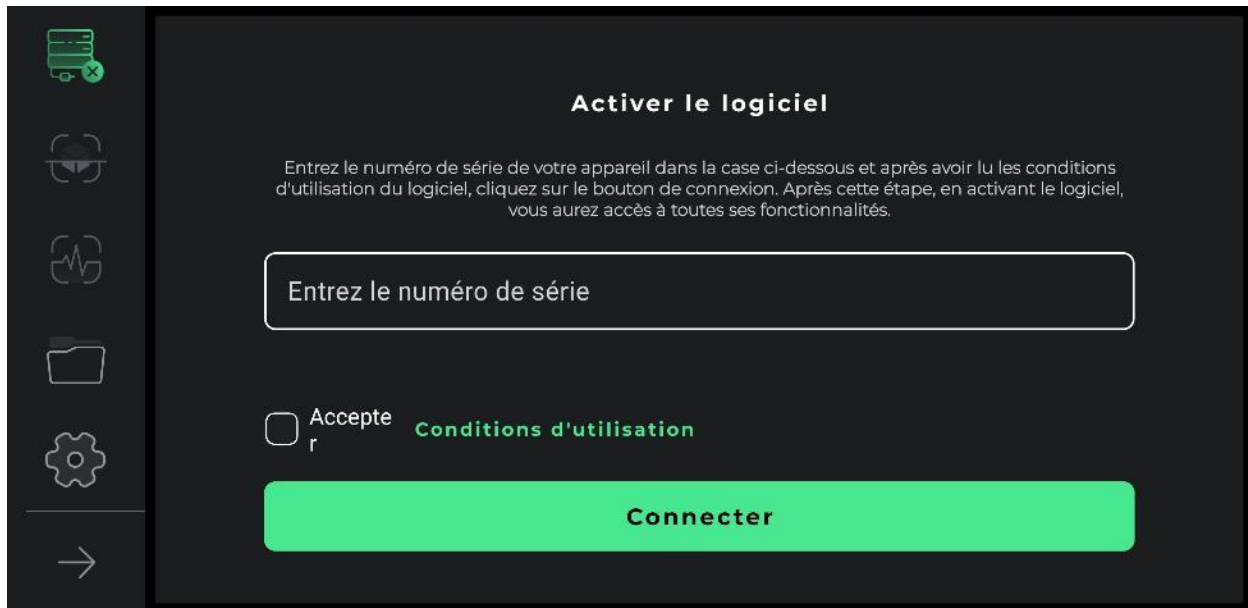 Activer le logiciel
Entrez le numéro de série de votre appareil dans la case ci-dessous et après avoir lu les conditions
d'utilisation du logiciel, cliquez sur le bouton de connexion. Après cette étape, en activant le logiciel,
vous aurez accès à toutes ses fonctionnalités.
Entrez le numéro de série
Accepte
r
Conditions d'utilisation
Connecter